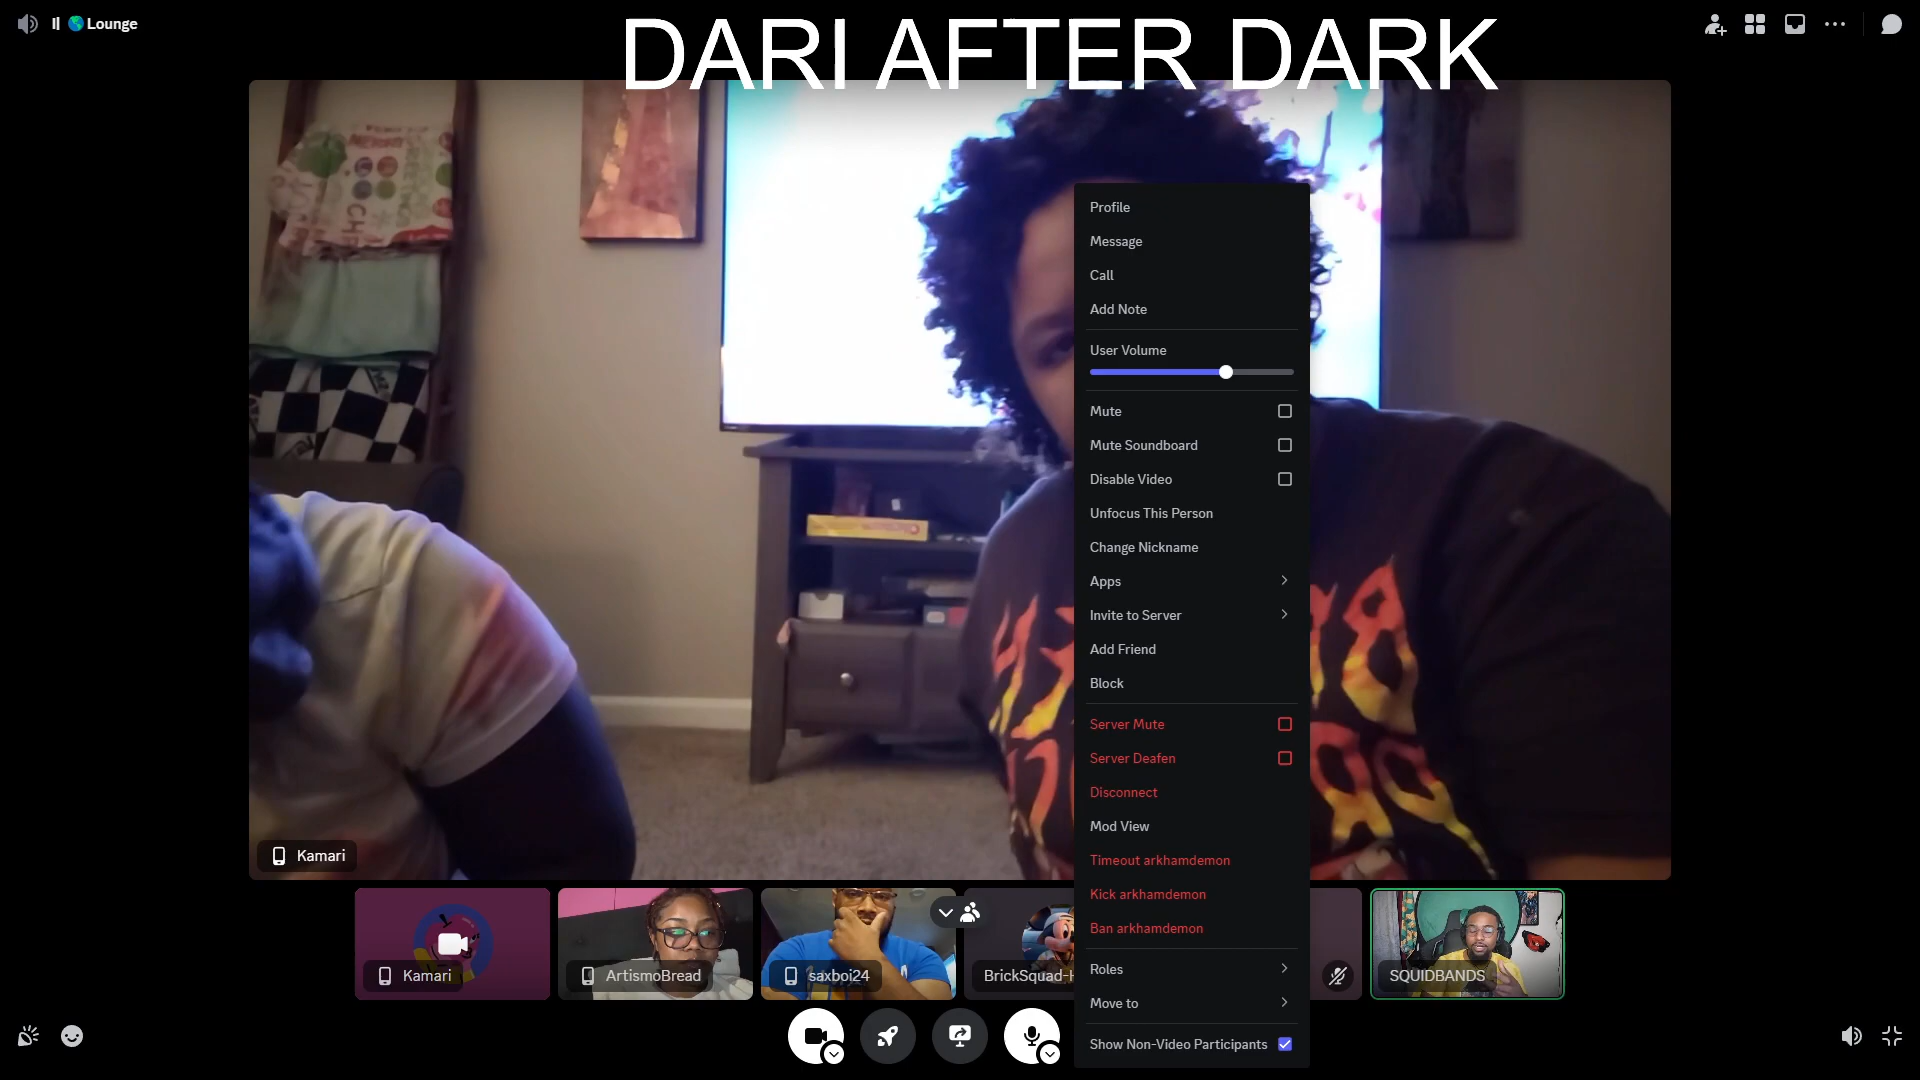 Lounge
DARI AFTER DARK
Profile
Message
Call
Add Note
User Volume
Mute
Mute Soundboard
Disable Video
Unfocus This Person
Change Nickname
Apps
Invite to Server
Add Friend
Block
Server Mute
Server Deafen
Disconnect
Mod View
Timeout arkhamdemon
Kick arkhamdemon
Ban arkhamdemon
Roles
Move to
Show Non-Video Participants
Kamari
Kamari
ArtismoBread
saxboi24
BrickSquad-
SQUIDBANDS